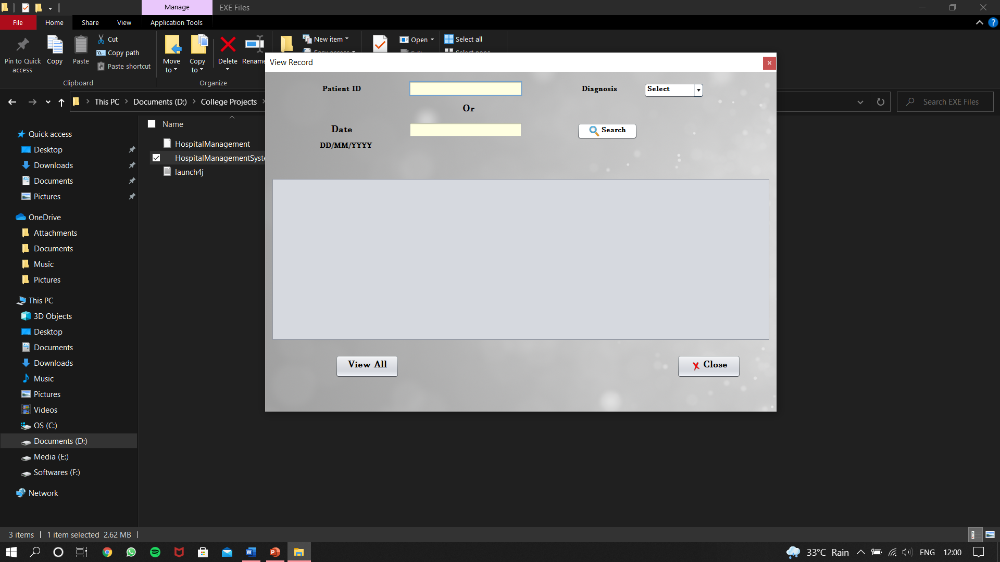 Manage
EXE Files
File
Home
Share
View
Application Tools
Pin to Quick access
Copy
Paste
Cut
Copy path
Paste shortcut
Clipboard
Move to
Copy to
Delete
Rename
Organize
New item
Easy access
Open
Edit
Select all
Select none
This PC
Documents (D:)
College Projects
Search EXE Files
Name
HospitalManagement
HospitalManagementSyste
launch4j
Quick access
Desktop
Downloads
Documents
Pictures
OneDrive
Attachments
Documents
Music
Pictures
This PC
3D Objects
Desktop
Documents
Downloads
Music
Pictures
Videos
OS (C:)
Documents (D:)
Media (E:)
Softwares (F:)
Network
View Record
Patient ID
Diagnosis
Select
Or
Date
DD/MM/YYYY
Search
View All
Close
3 items
1 item selected 2.62 MB
33°C Rain
ENG
12:00